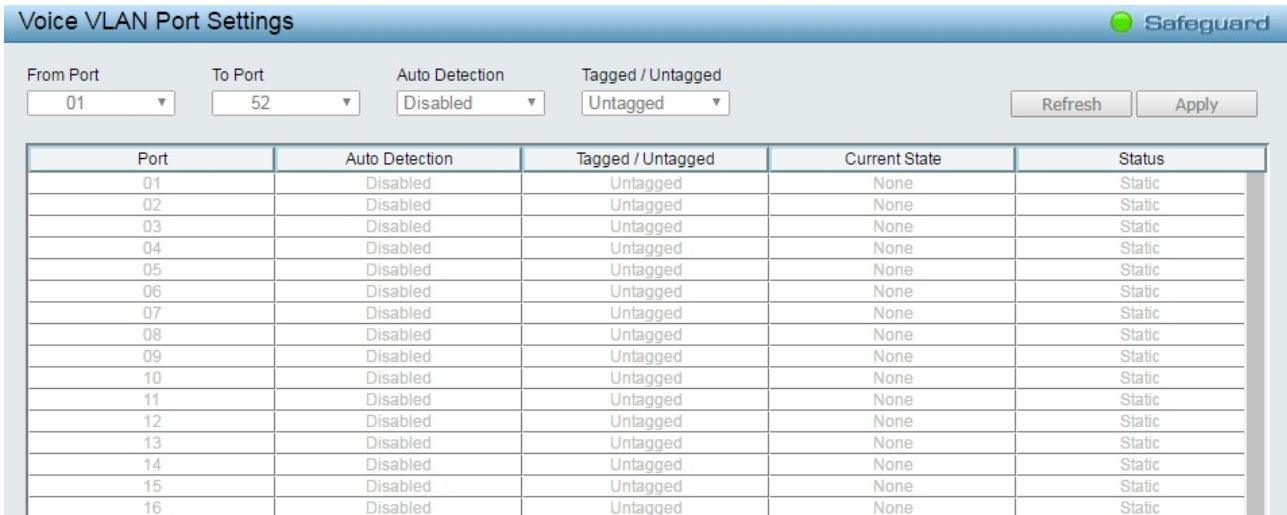 Voice VLAN Port Settings Safeguard
From Port To Port Auto Detection Tagged / Untagged
01 52 Disabled Untagged Refresh Apply
Port Auto Detection Tagged / Untagged Current State Status
01 Disabled Untagged None Static
02 Disabled Untagged None Static
03 Disabled Untagged None Static
04 Disabled Untagged None Static
05 Disabled Untagged None Static
06 Disabled Untagged None Static
07 Disabled Untagged None Static
08 Disabled Untagged None Static
09 Disabled Untagged None Static
10 Disabled Untagged None Static
11 Disabled Untagged None Static
12 Disabled Untagged None Static
13 Disabled Untagged None Static
14 Disabled Untagged None Static
15 Disabled Untagged None Static
16 Disabled Untagged None Static